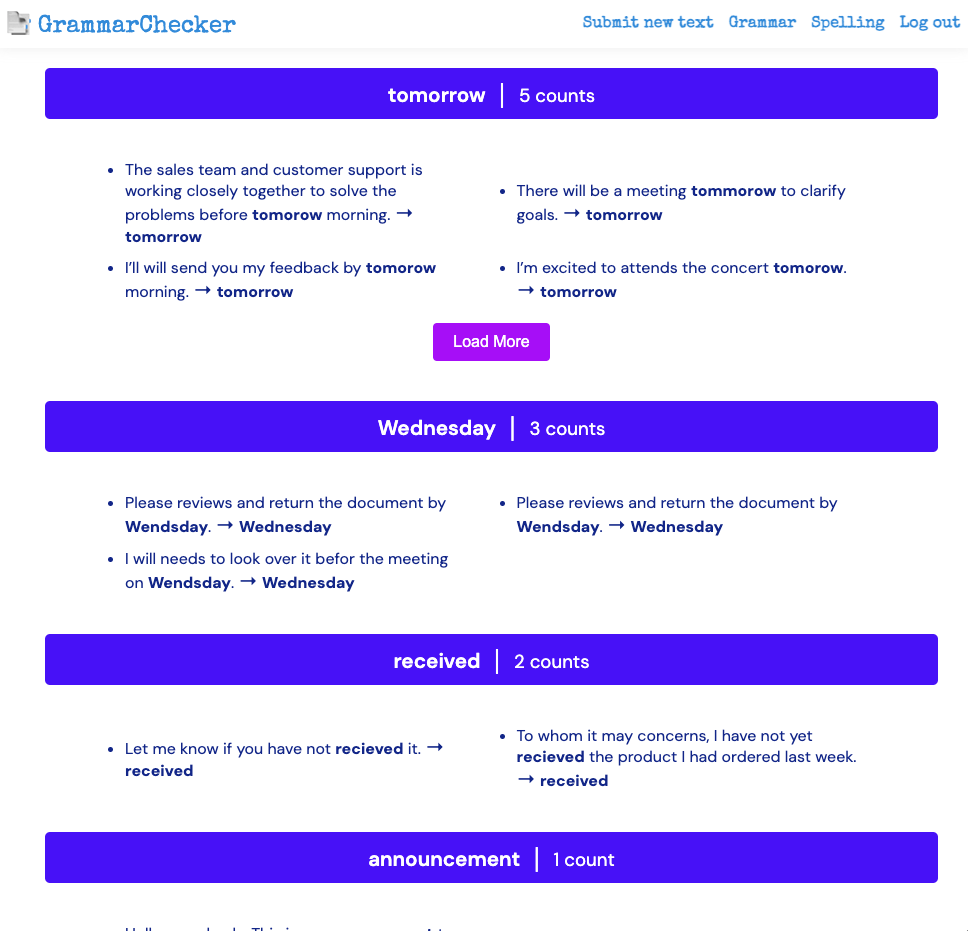 GrammarChecker
Submit new text Grammar Spelling Log out
tomorrow | 5 counts
• The sales team and customer support is
working closely together to solve the
problems before tomorow morning. →
tomorrow
• There will be a meeting tommorow to clarify
goals. → tomorrow
• I’ll will send you my feedback by tomorow
morning. → tomorrow
• I’m excited to attends the concert tomorow.
→ tomorrow
Load More
Wednesday | 3 counts
• Please reviews and return the document by
Wendsday. → Wednesday
• Please reviews and return the document by
Wendsday. → Wednesday
• I will needs to look over it befor the meeting
on Wendsday. → Wednesday
received | 2 counts
• Let me know if you have not recieved it. →
received
• To whom it may concerns, I have not yet
recieved the product I had ordered last week.
→ received
announcement | 1 count